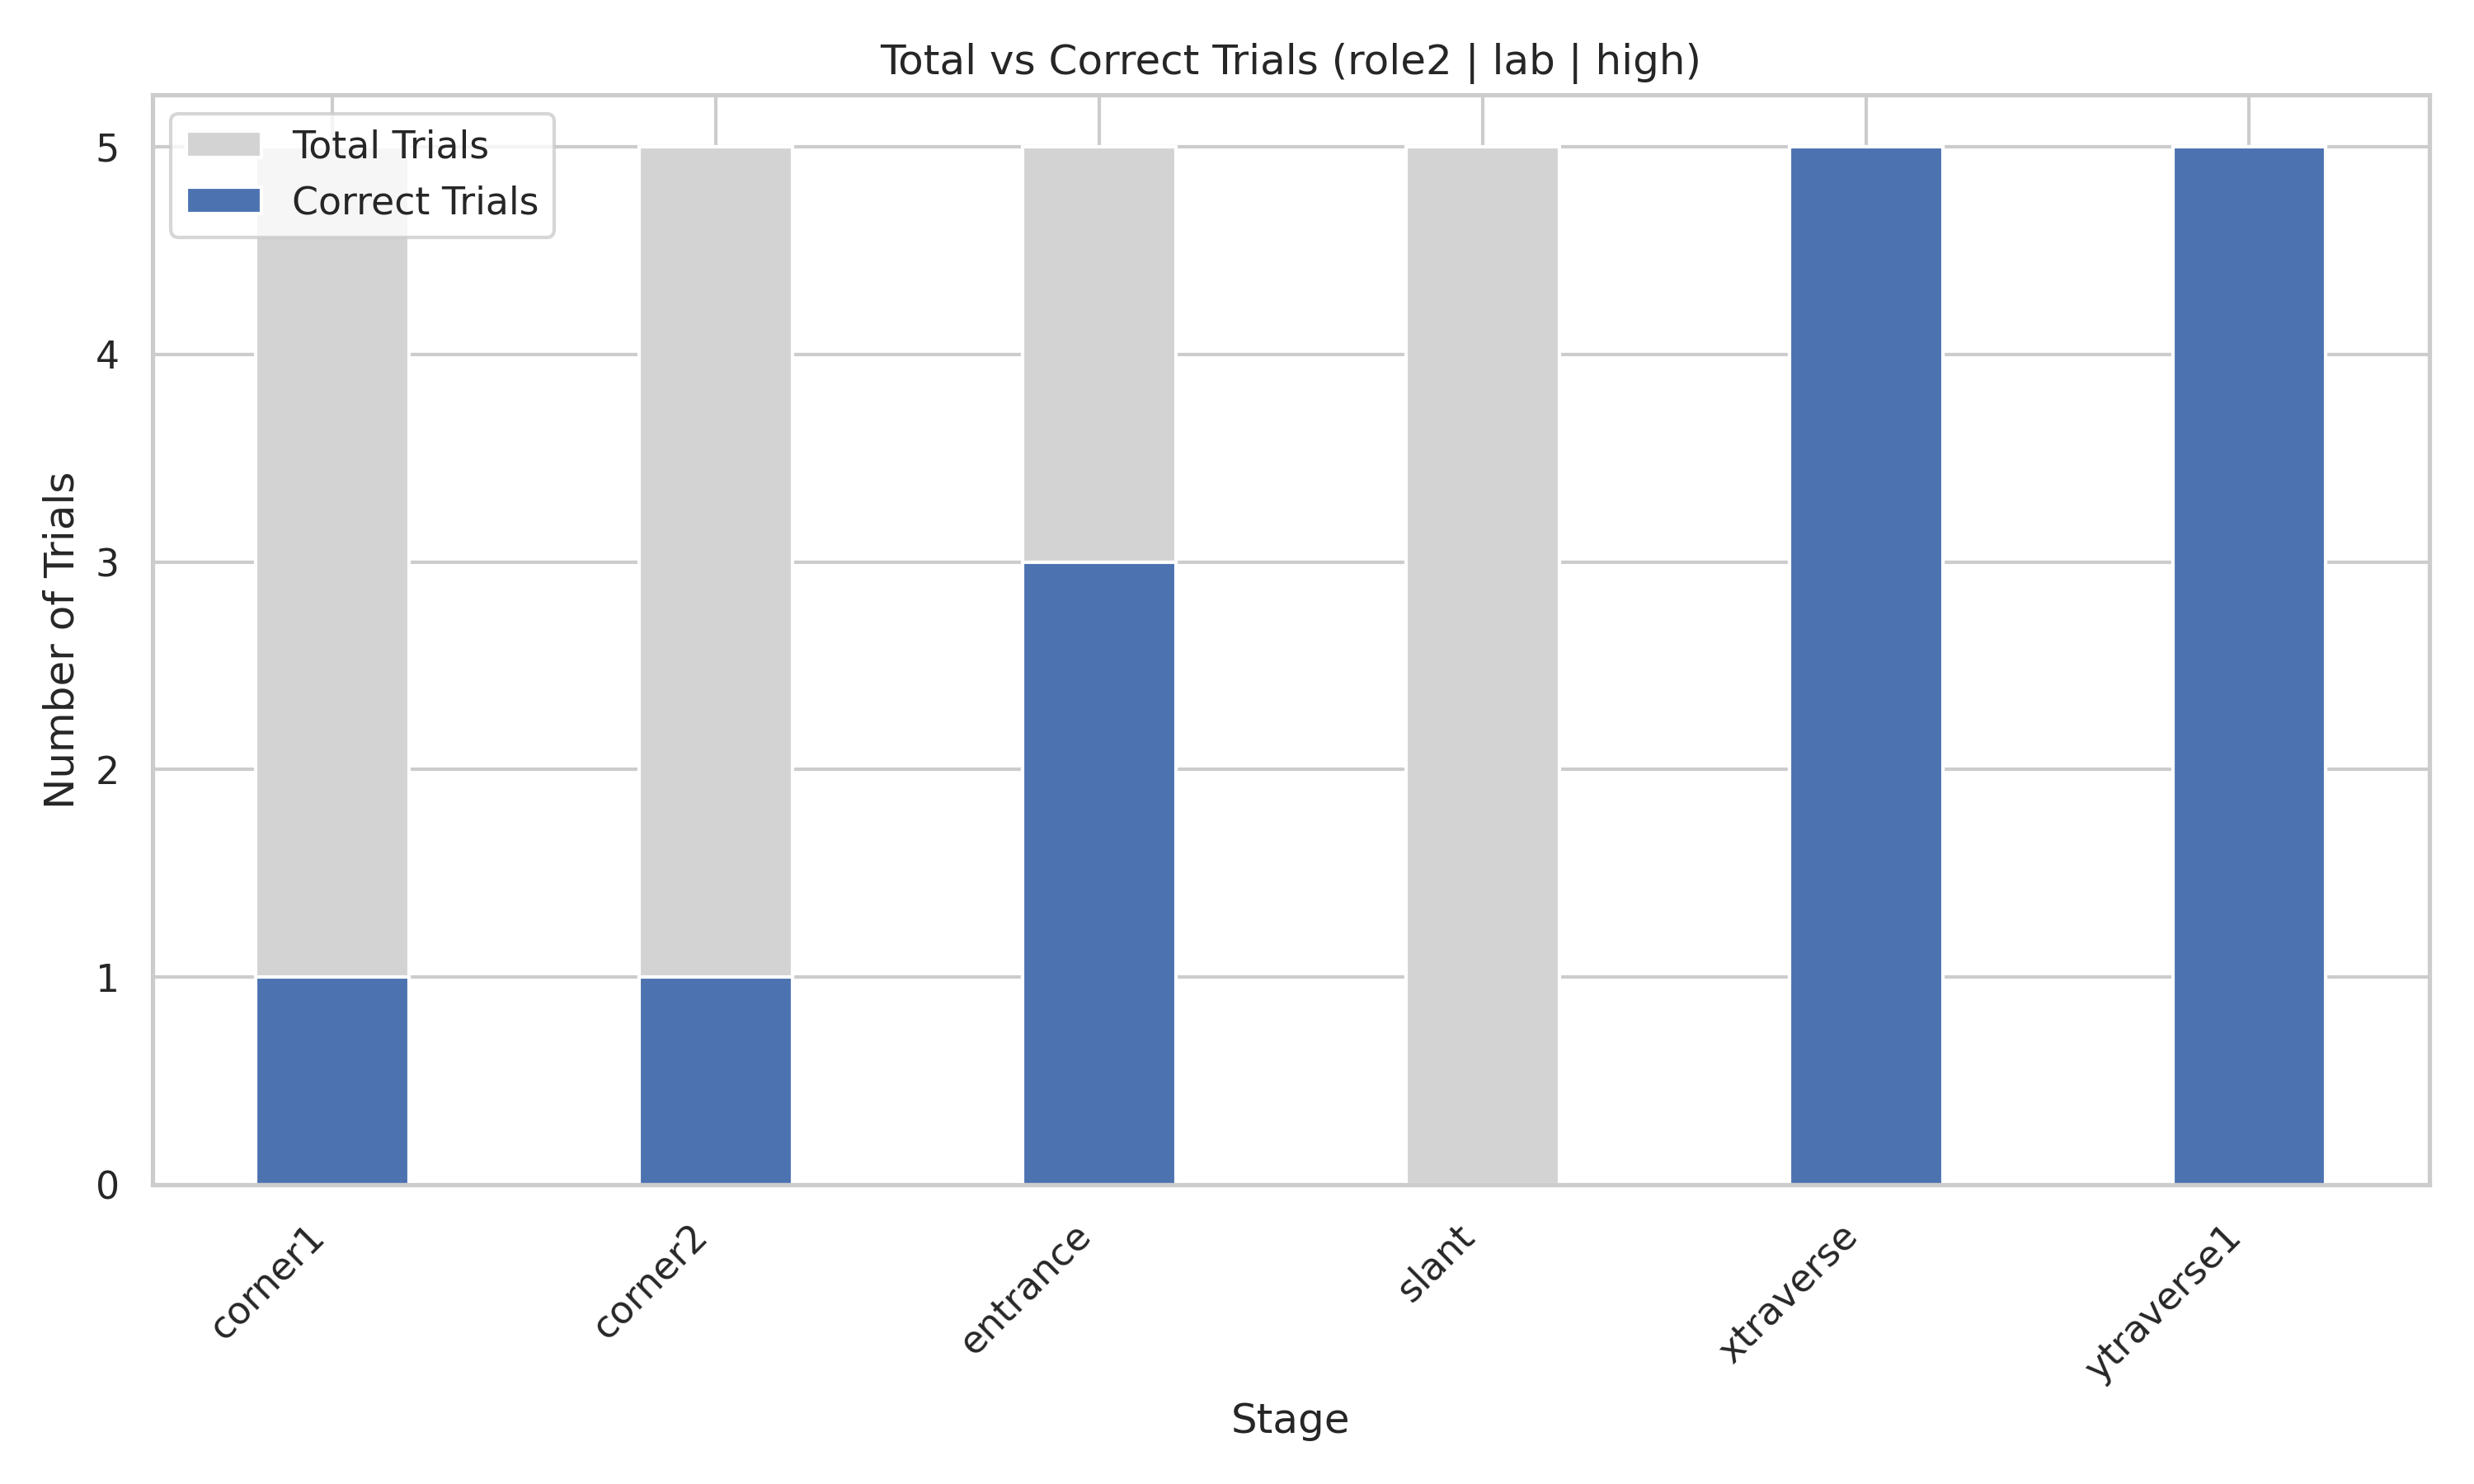 Total vs Correct Trials (role2 | lab | high)
Total Trials
Correct Trials
Number of Trials
5
4
3
2
1
0
corner1
corner2
entrance
slant
xtraverse
ytraverse1
Stage